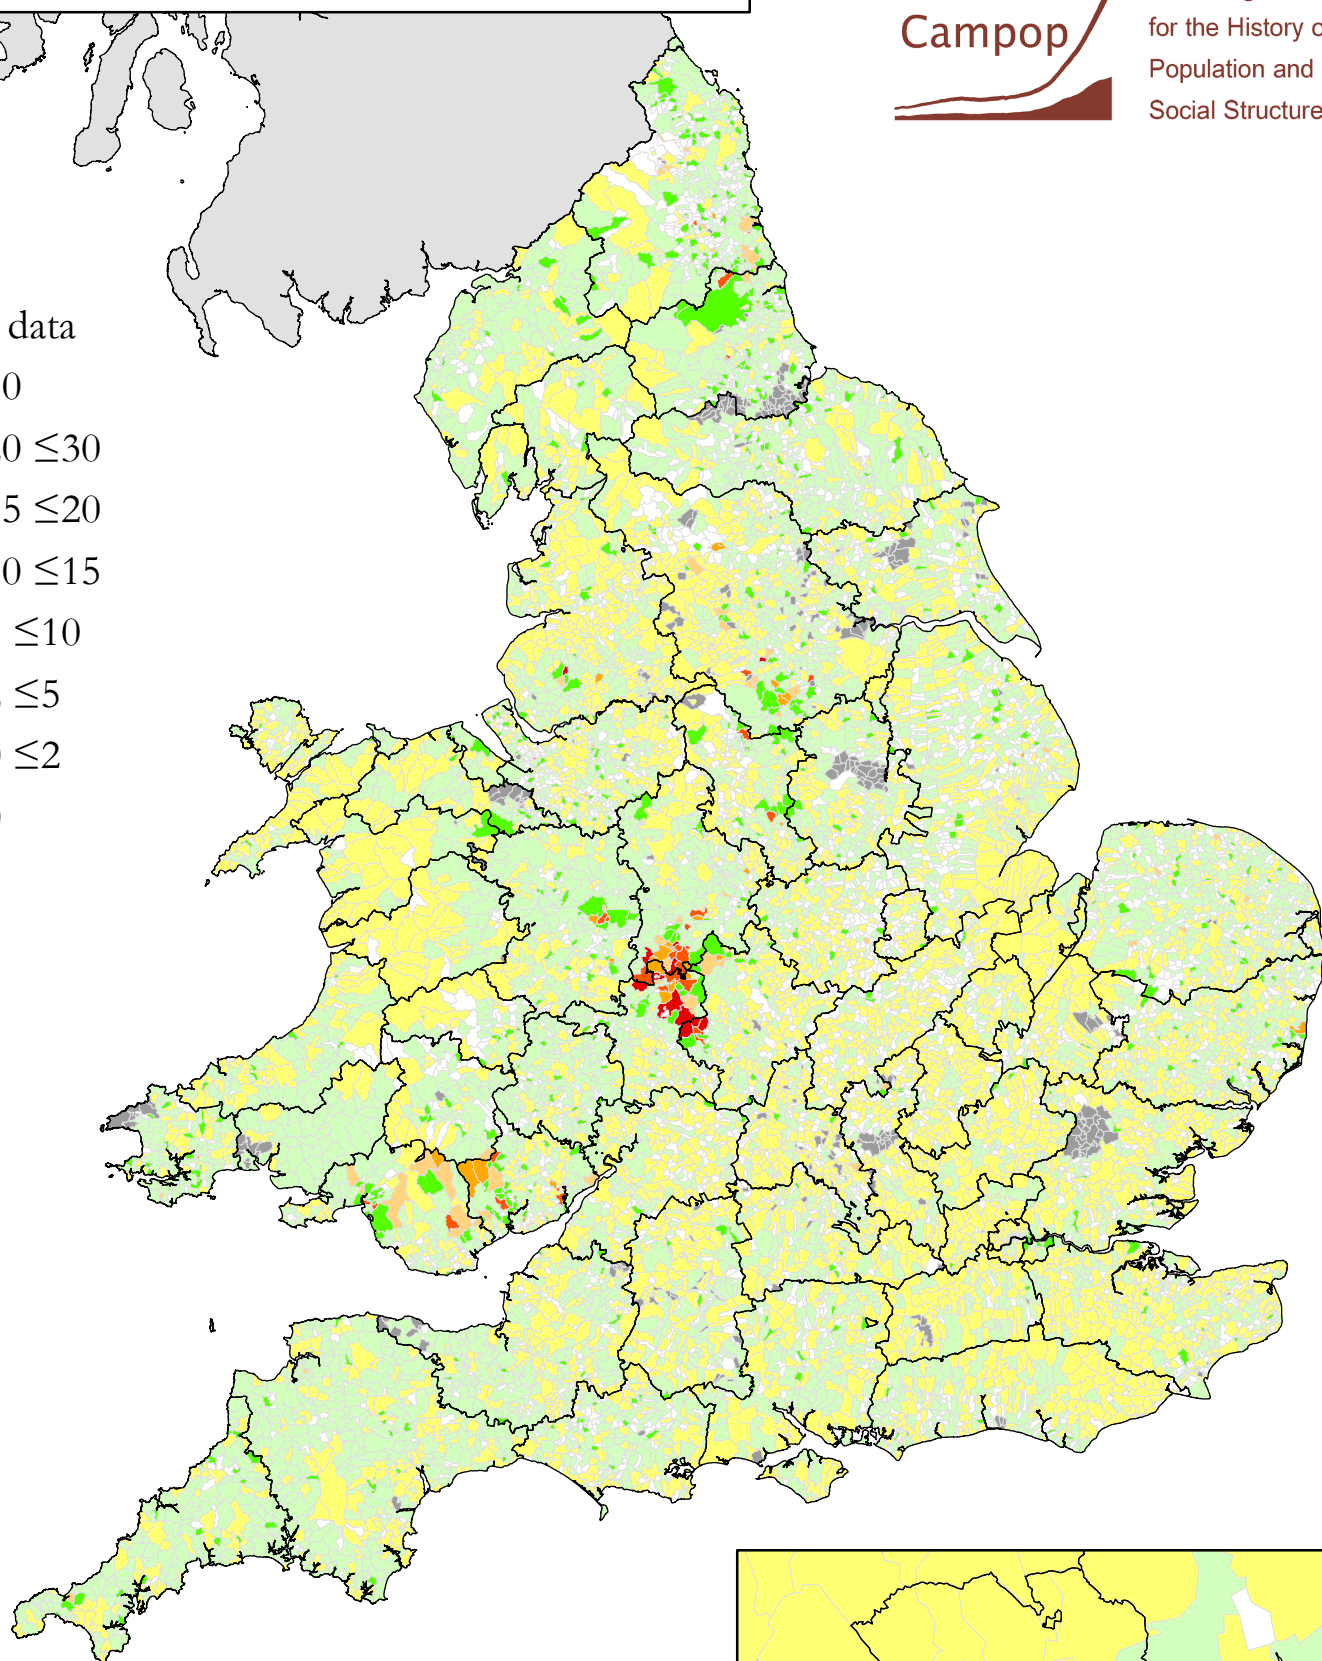 Campop
for the History o
Population and
Social Structure
data
0
0 ≤30
5 ≤20
0 ≤15
≤10
≤5
≤2